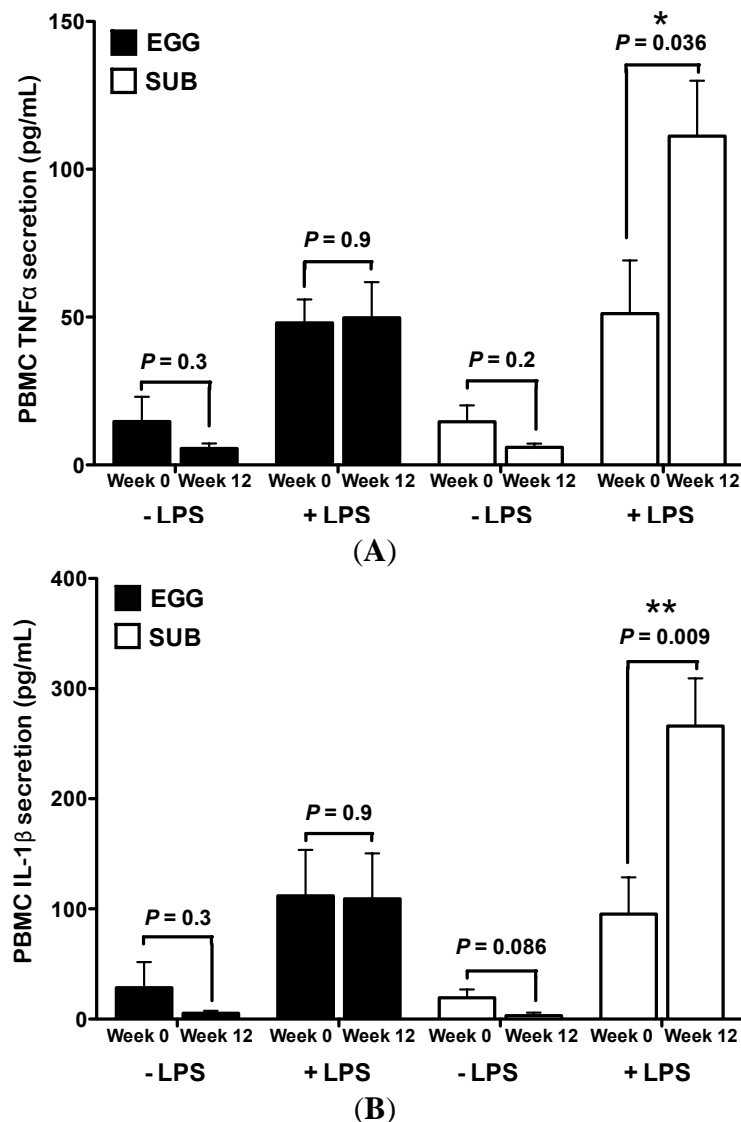 150
EGG
SUB
*
P = 0.036
PBMC TNFα secretion (pg/mL)
100
P = 0.9
50
P = 0.3
P = 0.2
0
Week 0 Week 12 Week 0 Week 12 Week 0 Week 12 Week 0 Week 12
- LPS + LPS - LPS + LPS
(A)
400
EGG
SUB
**
P = 0.009
PBMC IL-1β secretion (pg/mL)
300
200
P = 0.9
100
P = 0.3
P = 0.086
0
Week 0 Week 12 Week 0 Week 12 Week 0 Week 12 Week 0 Week 12
- LPS + LPS - LPS + LPS
(B)